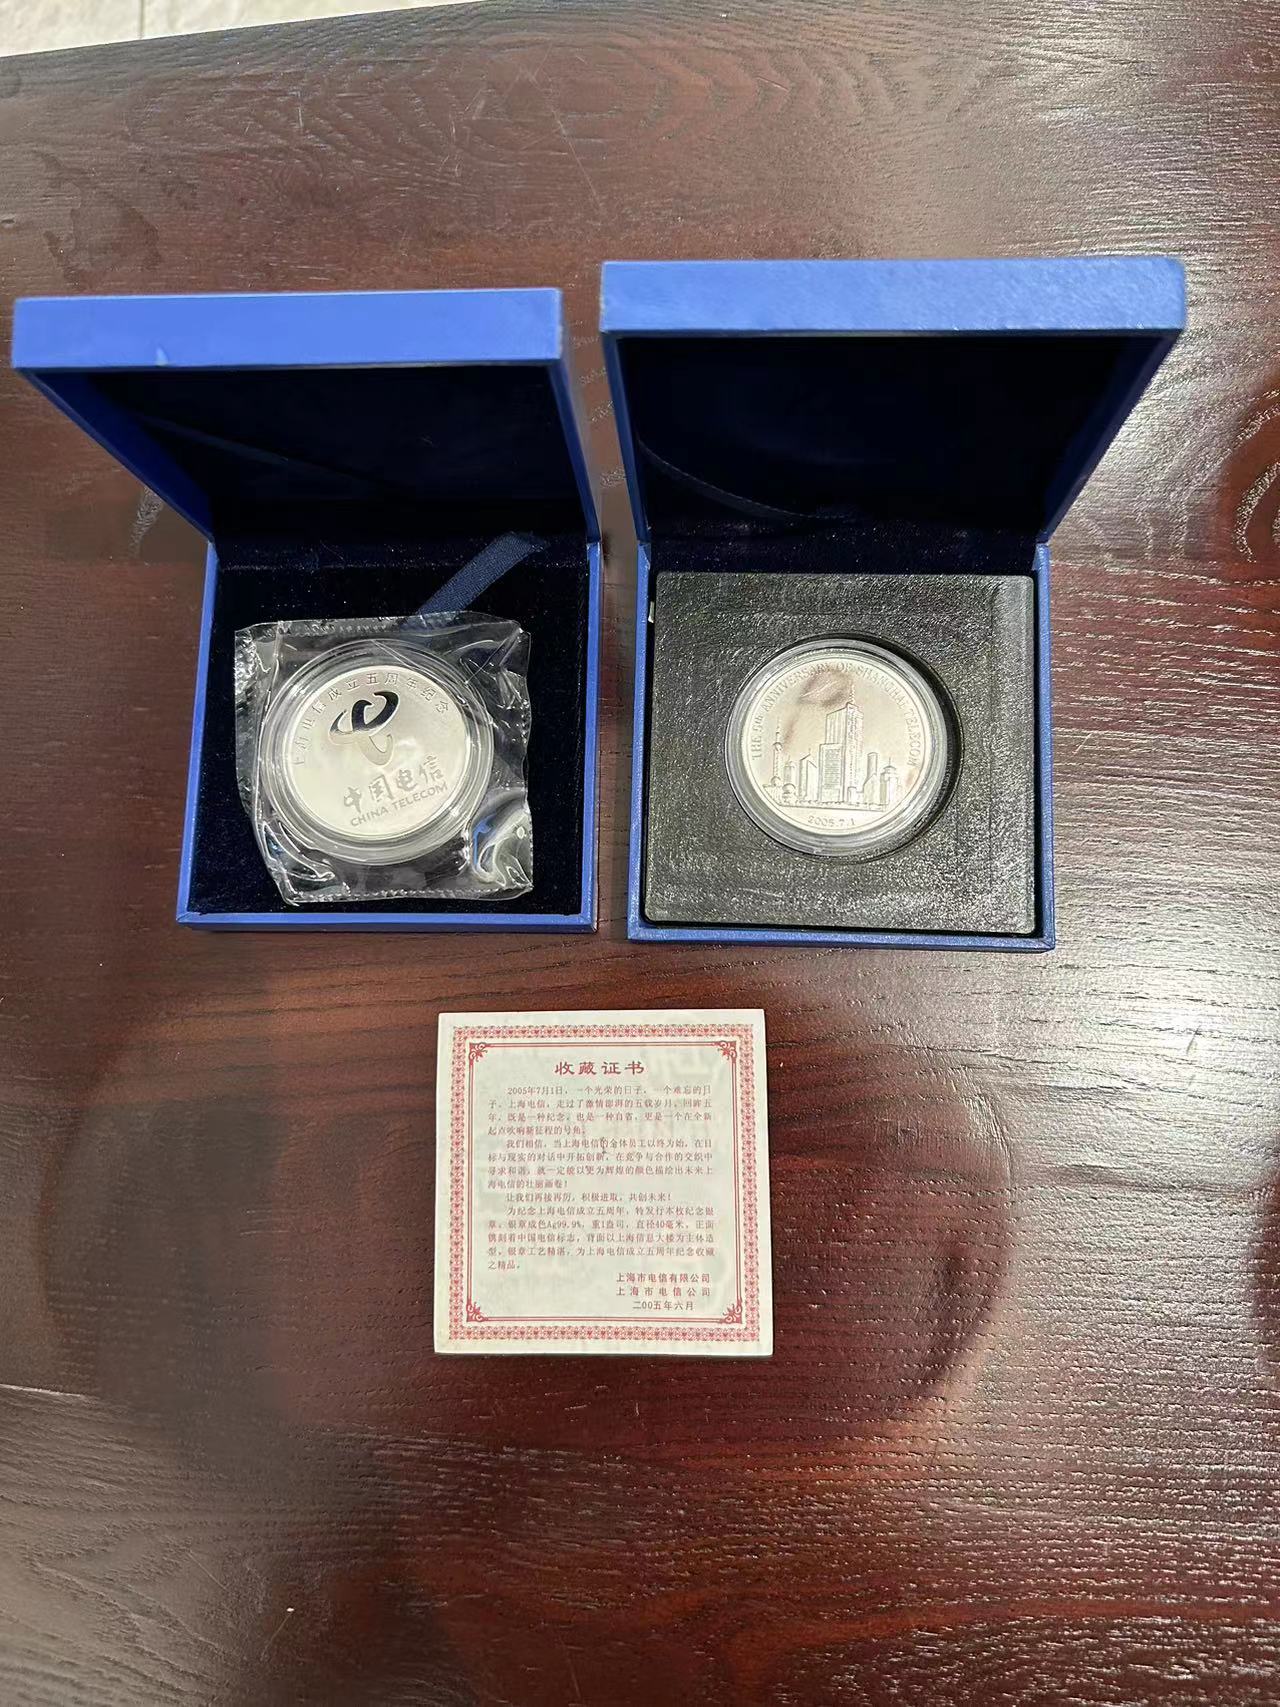 上海电信成立五周年纪念
中国电信
CHINA TELECOM
THE 5th ANNIVERSARY OF SHANGHAI TELECOM
2005.7.1
收藏证书
2005年7月1日，一个光荣的日子，一个难忘的日
子。上海电信，走过了激情澎湃的五载岁月。回眸五
年，既是一种纪念，也是一种自省，更是一个在全新
起点吹响新征程的号角。
我们相信，当上海电信的全体员工以终为始，在目
标与现实的对话中开拓创新，在竞争与合作的交织中
寻求和谐，就一定能以更为辉煌的颜色描绘出未来上
海电信的壮丽画卷！
让我们再接再厉，积极进取，共创未来！
为纪念上海电信成立五周年，特发行本枚纪念银
章。银章成色Ag99.9%，重1盎司，直径40毫米，正面
镌刻着中国电信标志，背面以上海信息大楼为主体造
型。银章工艺精湛，为上海电信成立五周年纪念收藏
之精品。
上海市电信有限公司
上海市电信公司
二00五年六月